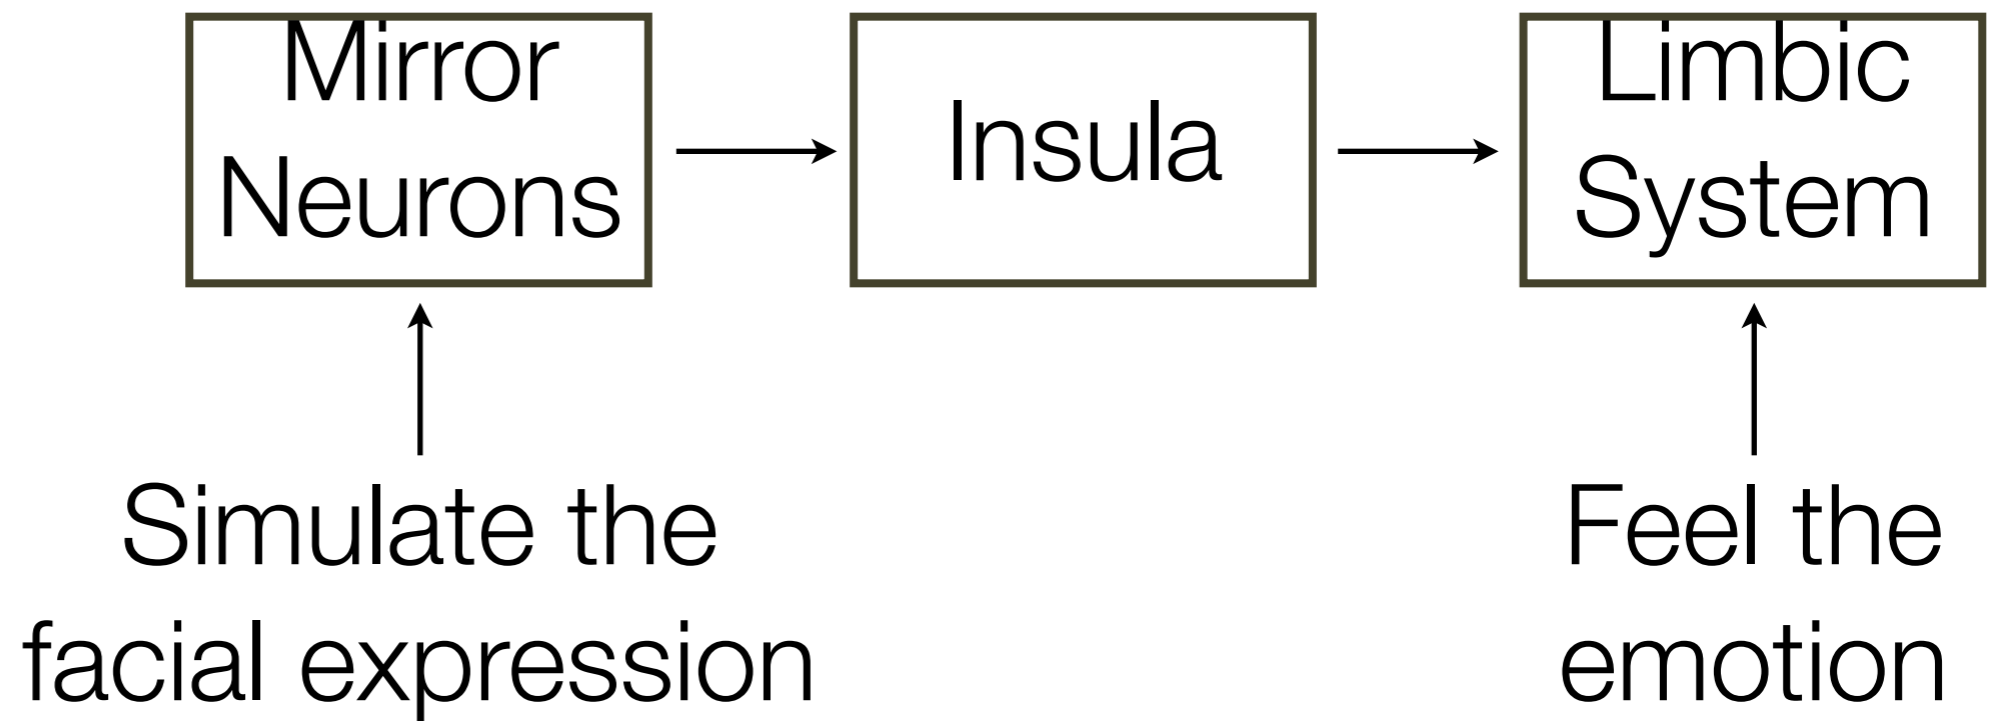 Mirror
Neurons
Insula
Limbic
System
Simulate the
facial expression
Feel the
emotion